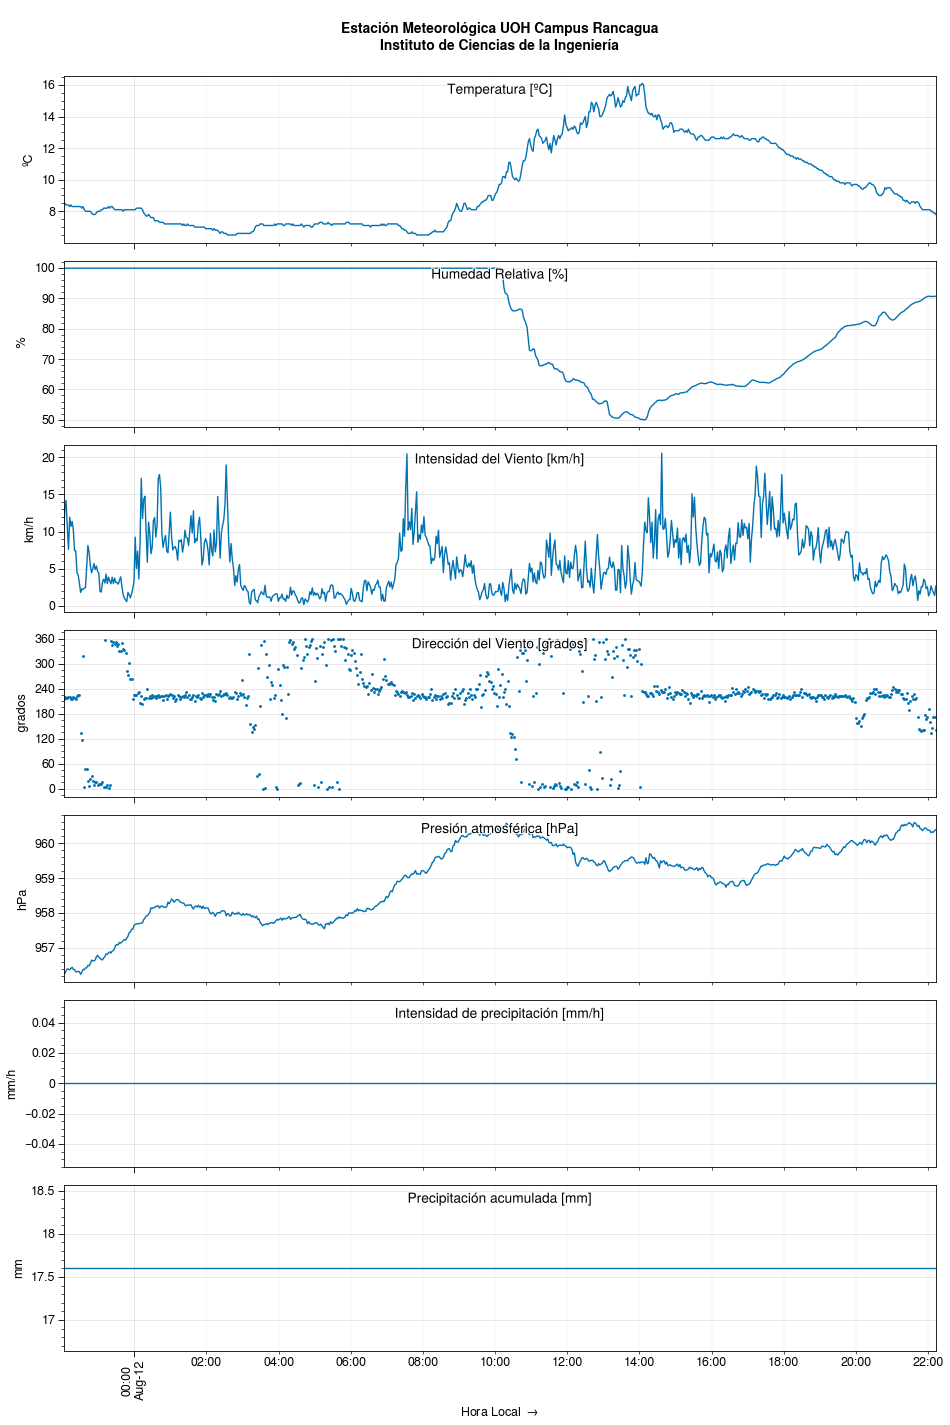 Estación Meteorológica UOH Campus Rancagua
Instituto de Ciencias de la Ingeniería
Temperatura [ºC]
ºC
16
14
12
10
8
Humedad Relativa [%]
%
100
90
80
70
60
50
Intensidad del Viento [km/h]
km/h
20
15
10
5
0
Dirección del Viento [grados]
grados
360
300
240
180
120
60
0
Presión atmosférica [hPa]
hPa
960
959
958
957
Intensidad de precipitación [mm/h]
mm/h
0.04
0.02
0
−0.02
−0.04
Precipitación acumulada [mm]
mm
18.5
18
17.5
17
00:00
Aug-12
02:00
04:00
06:00
08:00
10:00
12:00
14:00
16:00
18:00
20:00
22:00
Hora Local →